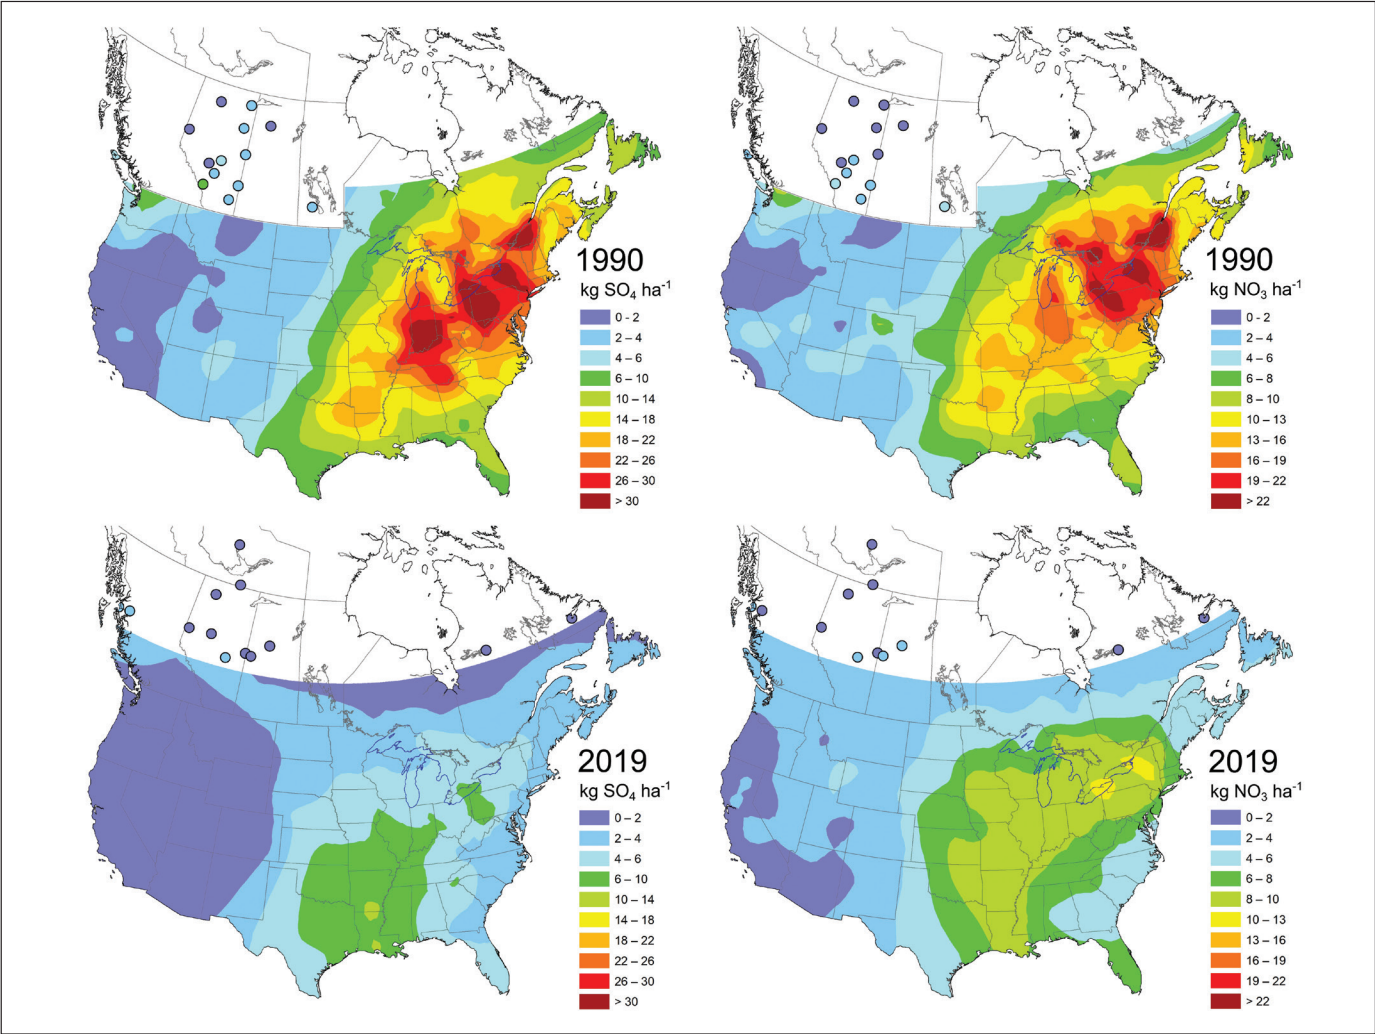 1990
kg SO₄ ha⁻¹
0 - 2
2 – 4
4 – 6
6 – 10
10 – 14
14 – 18
18 – 22
22 – 26
26 – 30
> 30
1990
kg NO₃ ha⁻¹
0 - 2
2 – 4
4 – 6
6 – 8
8 – 10
10 – 13
13 – 16
16 – 19
19 – 22
> 22
2019
kg SO₄ ha⁻¹
0 – 2
2 – 4
4 – 6
6 – 10
10 – 14
14 – 18
18 – 22
22 – 26
26 – 30
> 30
2019
kg NO₃ ha⁻¹
0 – 2
2 – 4
4 – 6
6 – 8
8 – 10
10 – 13
13 – 16
16 – 19
19 – 22
> 22